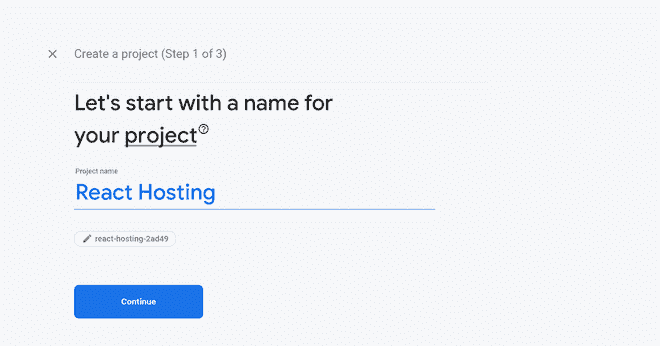 Create a project (Step 1 of 3)
Let's start with a name for
your project
Project name
React Hosting
react-hosting-2ad49
Continue